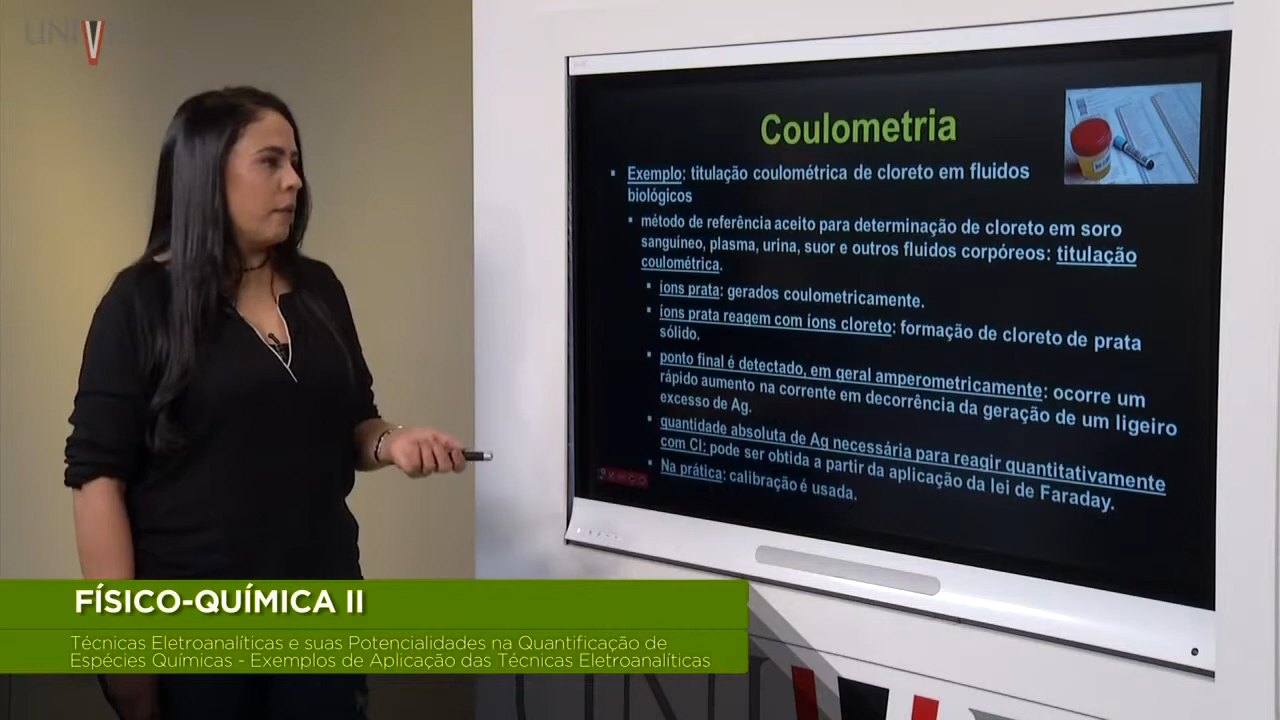 UNIV
Coulometria
▪ Exemplo: titulação coulométrica de cloreto em fluidos
biológicos
▪ método de referência aceito para determinação de cloreto em soro
sanguíneo, plasma, urina, suor e outros fluidos corpóreos: titulação
coulométrica.
▪ íons prata: gerados coulometricamente.
▪ íons prata reagem com íons cloreto: formação de cloreto de prata
sólido.
▪ ponto final é detectado, em geral amperometricamente: ocorre um
rápido aumento na corrente em decorrência da geração de um ligeiro
excesso de Ag.
▪ quantidade absoluta de Ag necessária para reagir quantitativamente
com Cl: pode ser obtida a partir da aplicação da lei de Faraday.
▪ Na prática: calibração é usada.
FÍSICO-QUÍMICA II
Técnicas Eletroanalíticas e suas Potencialidades na Quantificação de
Espécies Químicas - Exemplos de Aplicação das Técnicas Eletroanalíticas